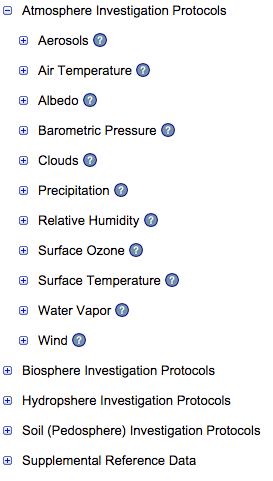 Atmosphere Investigation Protocols
Aerosols ?
Air Temperature ?
Albedo ?
Barometric Pressure ?
Clouds ?
Precipitation ?
Relative Humidity ?
Surface Ozone ?
Surface Temperature ?
Water Vapor ?
Wind ?
Biosphere Investigation Protocols
Hydropshere Investigation Protocols
Soil (Pedosphere) Investigation Protocols
Supplemental Reference Data